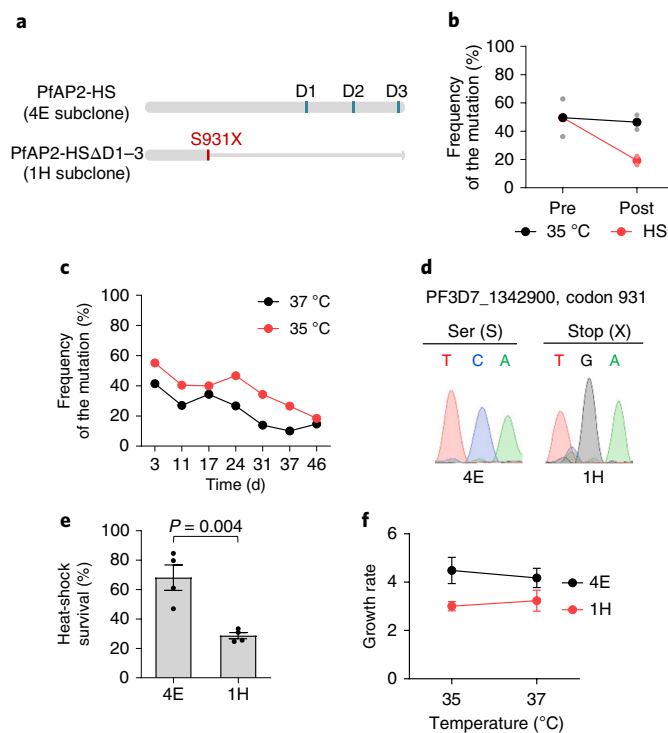 a
PfAP2-HS
(4E subclone)
D1 D2 D3
S931X
PfAP2-HSΔD1–3
(1H subclone)
b
Frequency
of the mutation (%)
100
80
60
40
20
0
Pre Post
35 °C HS
c
Frequency
of the mutation (%)
100
80
60
40
20
0
37 °C
35 °C
3 11 17 24 31 37 46
Time (d)
d
PF3D7_1342900, codon 931
Ser (S) Stop (X)
T C A T G A
4E 1H
e
Heat-shock
survival (%)
P = 0.004
100
80
60
40
20
0
4E 1H
f
Growth rate
6
4
2
0
4E
1H
35 37
Temperature (°C)